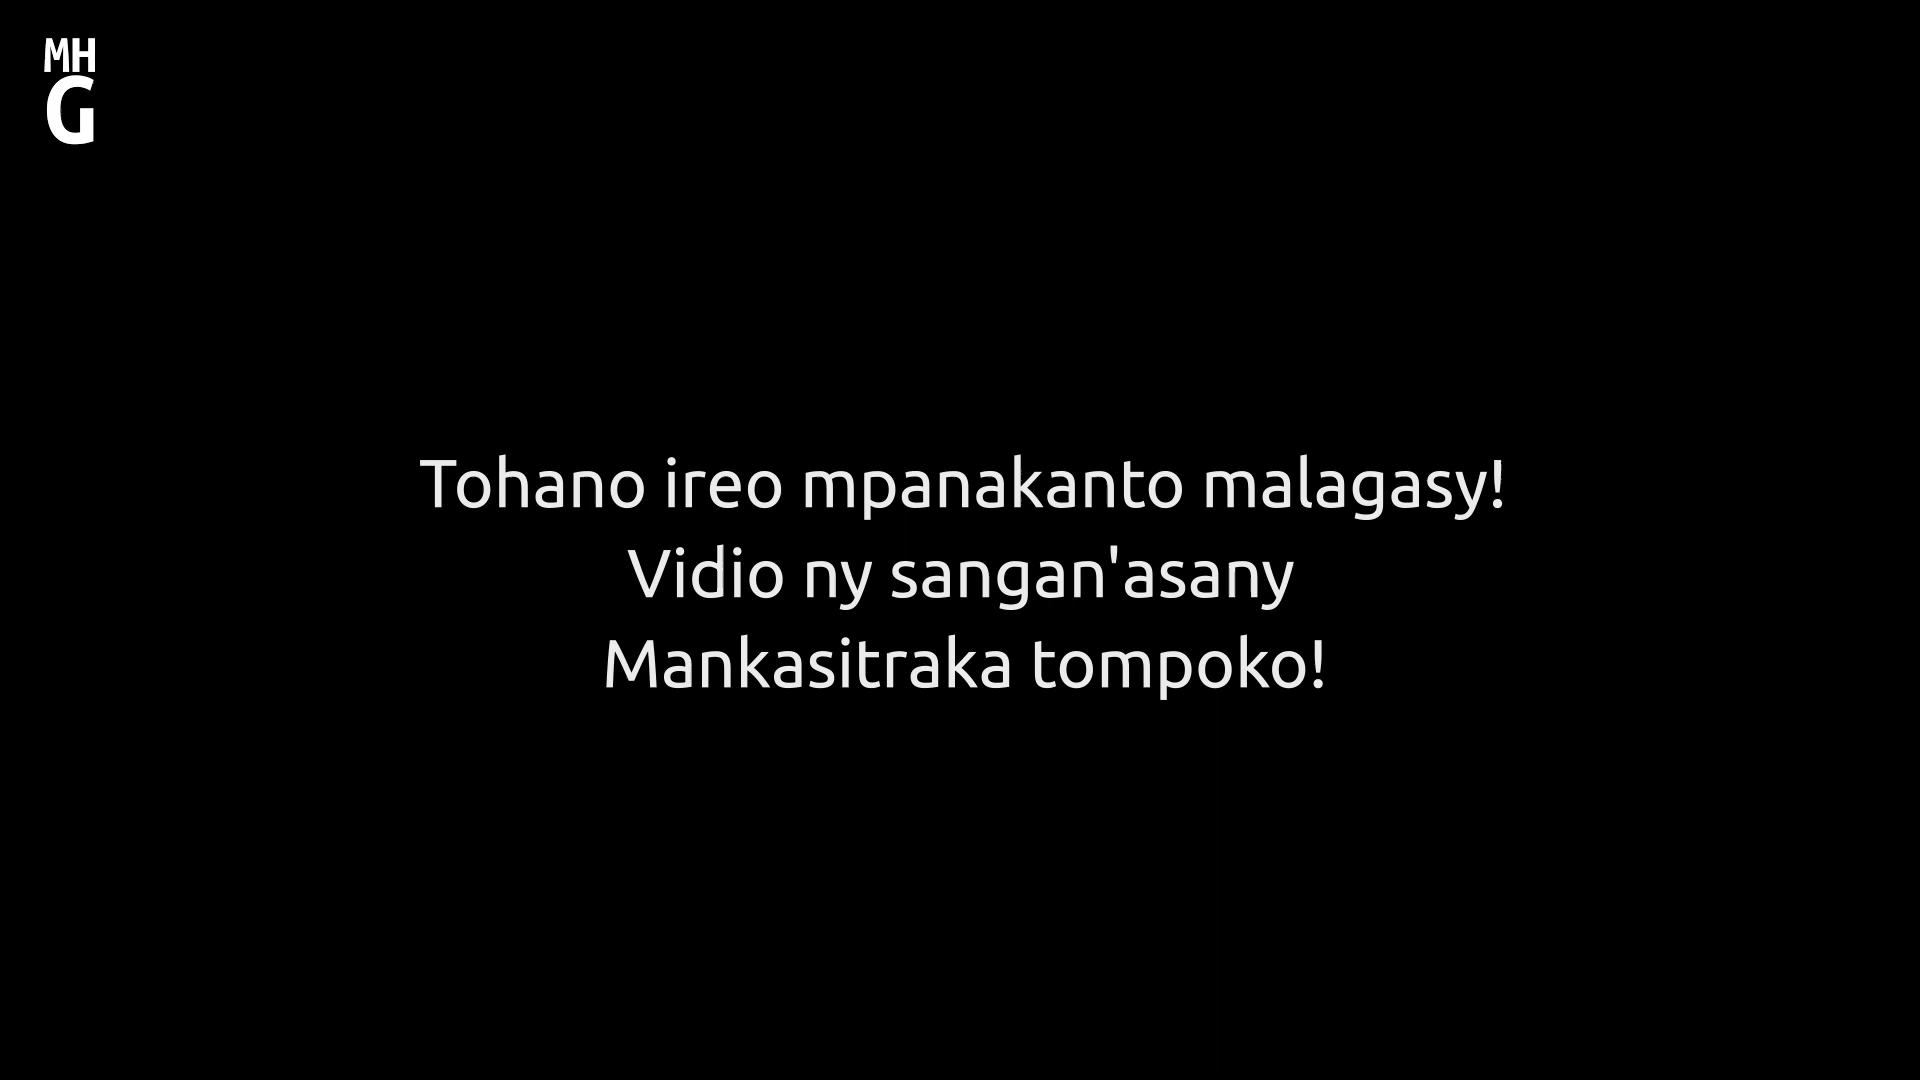 MH
G
Tohano ireo mpanakanto malagasy!
Vidio ny sangan'asany
Mankasitraka tompoko!